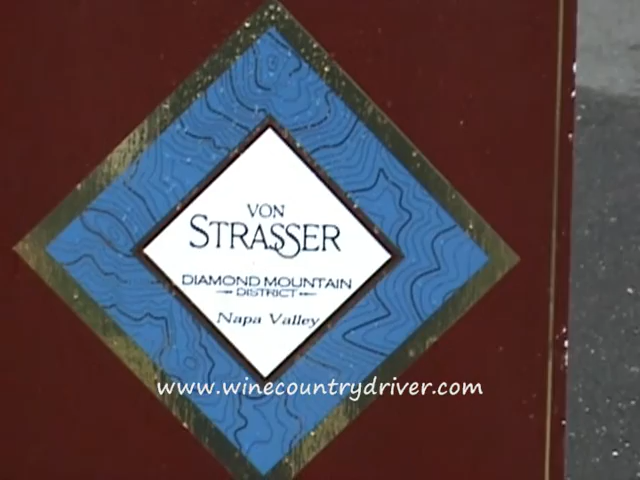 VON
STRASSER
DIAMOND MOUNTAIN
DISTRICT
Napa Valley
www.winecountrydriver.com